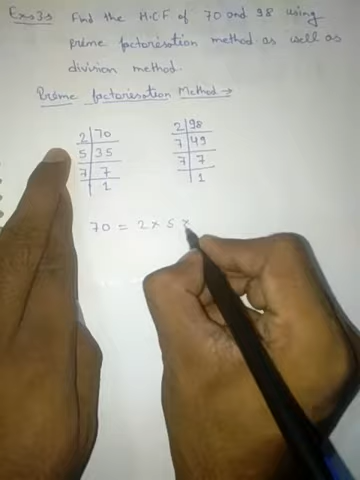 Ex:3:s Find the H.C.F of 70 and 98 using
Prime factorisation method as well as
division method.
Prime factorisation Method →
2 70
5 35
7 7
1
2 98
7 49
7 7
1
70 = 2 × 5 ×